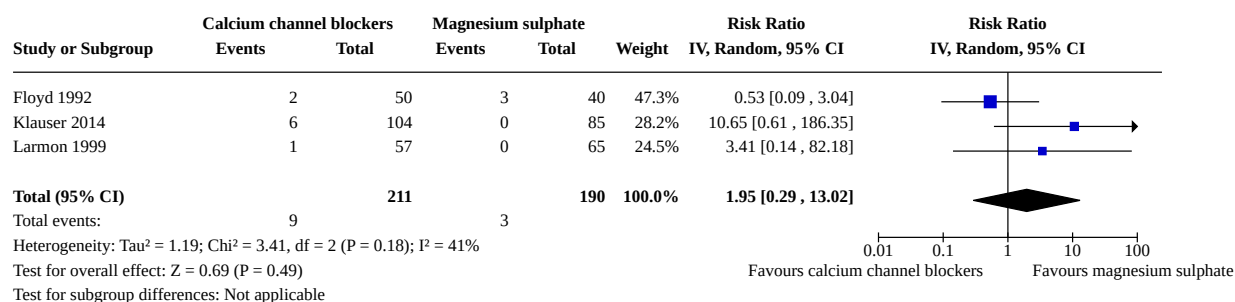 Calcium channel blockers Magnesium sulphate Risk Ratio Risk Ratio
Study or Subgroup Events Total Events Total Weight IV, Random, 95% CI IV, Random, 95% CI
Floyd 1992 2 50 3 40 47.3% 0.53 [0.09 , 3.04]
Klauser 2014 6 104 0 85 28.2% 10.65 [0.61 , 186.35]
Larmon 1999 1 57 0 65 24.5% 3.41 [0.14 , 82.18]
Total (95% CI) 211 190 100.0% 1.95 [0.29 , 13.02]
Total events: 9 3
Heterogeneity: Tau² = 1.19; Chi² = 3.41, df = 2 (P = 0.18); I² = 41%
0.01 0.1 1 10 100
Test for overall effect: Z = 0.69 (P = 0.49) Favours calcium channel blockers Favours magnesium sulphate
Test for subgroup differences: Not applicable